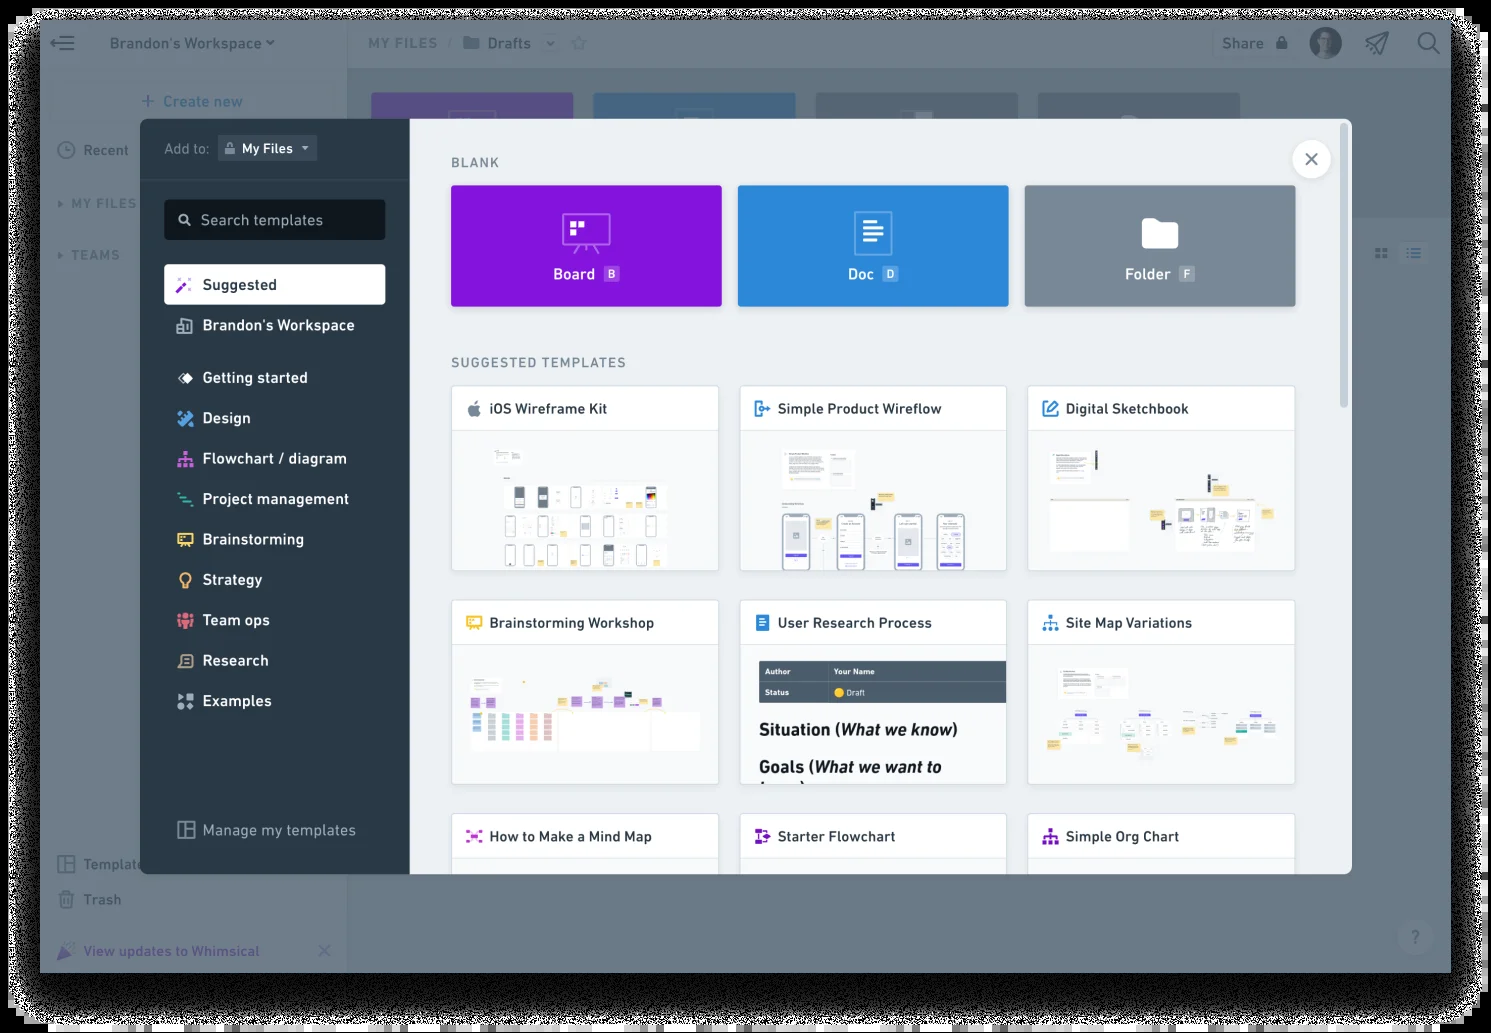 Brandon's Workspace
MY FILES / Drafts
Share
+ Create new
Recent
MY FILES
TEAMS
Add to: My Files
Search templates
Suggested
Brandon's Workspace
Getting started
Design
Flowchart / diagram
Project management
Brainstorming
Strategy
Team ops
Research
Examples
Manage my templates
Trash
View updates to Whimsical
BLANK
Board B
Doc D
Folder F
SUGGESTED TEMPLATES
iOS Wireframe Kit
Simple Product Wireflow
Digital Sketchbook
Brainstorming Workshop
User Research Process
Author Your Name
Status Draft
Situation (What we know)
Goals (What we want to
Site Map Variations
How to Make a Mind Map
Starter Flowchart
Simple Org Chart
?